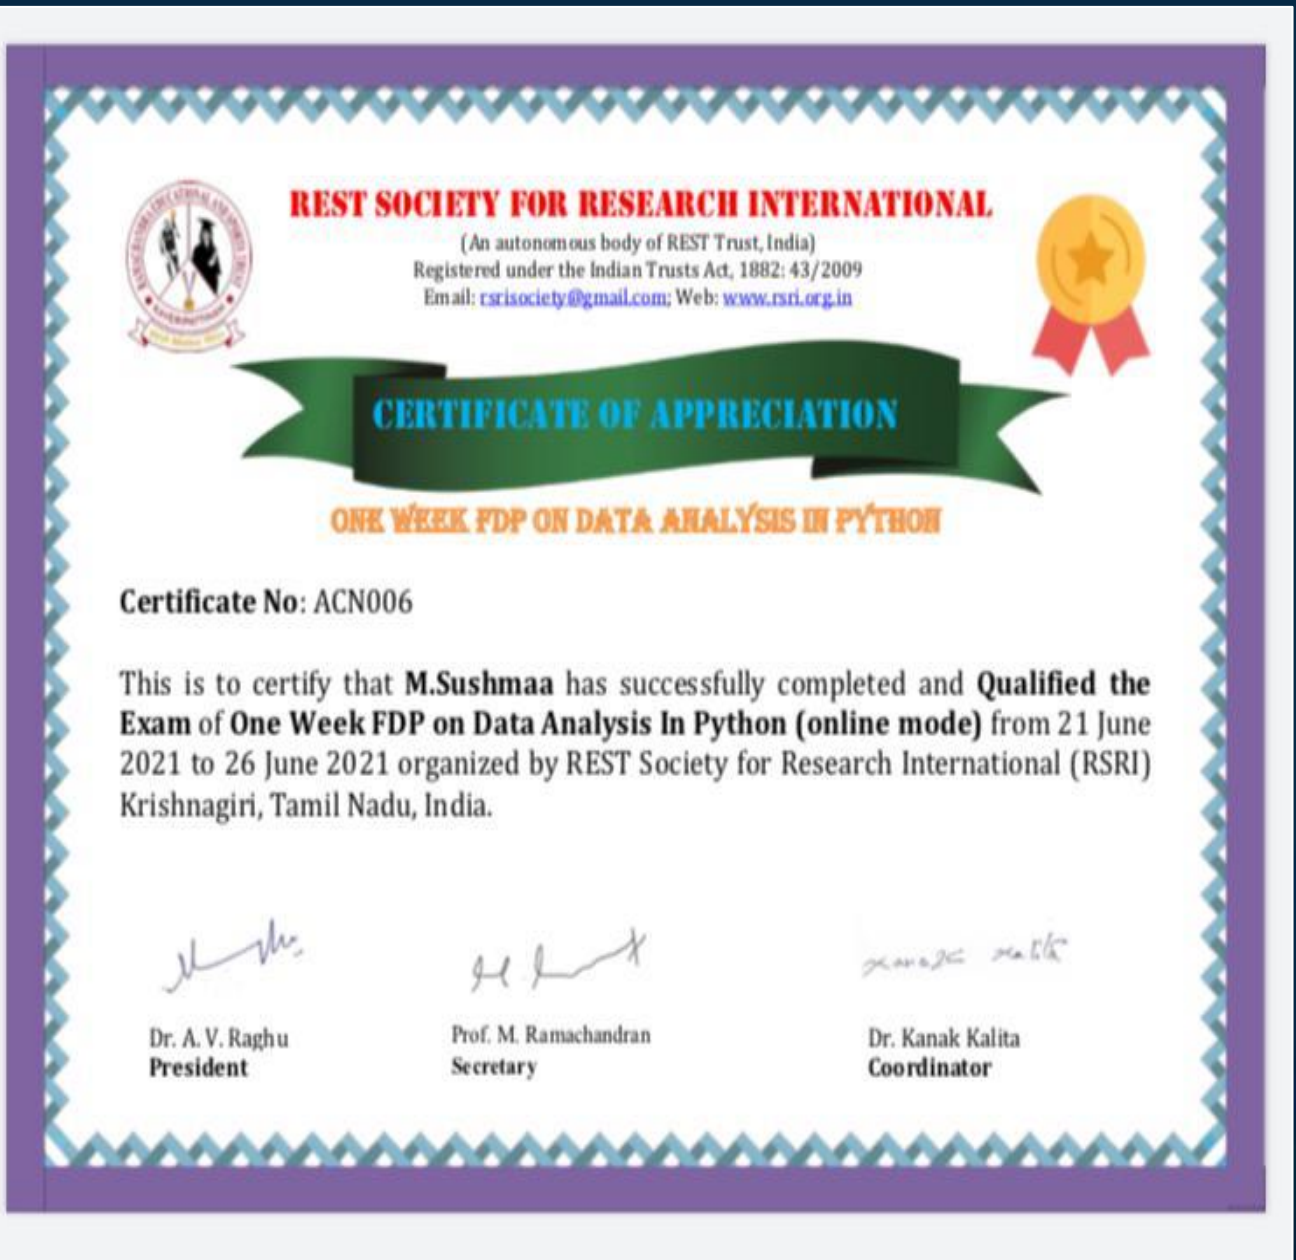 REST SOCIETY FOR RESEARCH INTERNATIONAL
(An autonomous body of REST Trust, India)
Registered under the Indian Trusts Act, 1882: 43/2009
Email: rsrisociety@gmail.com; Web: www.rsri.org.in
CERTIFICATE OF APPRECIATION
ONE WEEK FDP ON DATA ANALYSIS IN PYTHON
Certificate No: ACN006
This is to certify that M.Sushmaa has successfully completed and Qualified the
Exam of One Week FDP on Data Analysis In Python (online mode) from 21 June
2021 to 26 June 2021 organized by REST Society for Research International (RSRI)
Krishnagiri, Tamil Nadu, India.
Kanak Kalita
Dr. A. V. Raghu
Prof. M. Ramachandran
Dr. Kanak Kalita
President
Secretary
Coordinator